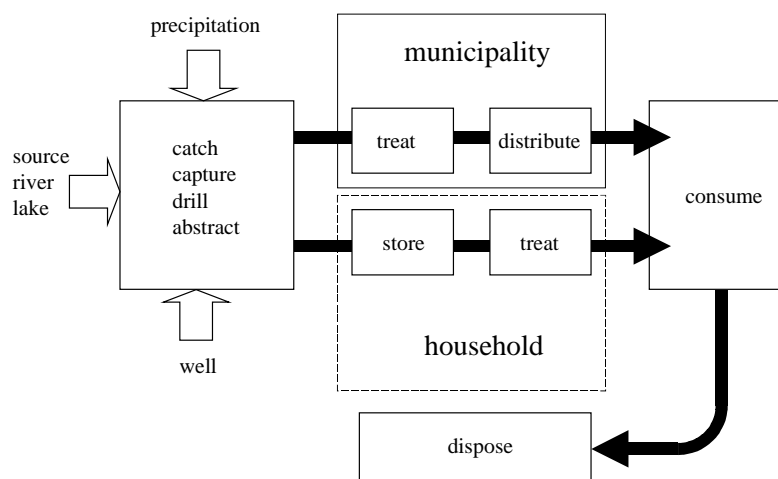 precipitation
municipality
treat
distribute
source
river
lake
catch
capture
drill
abstract
consume
store
treat
household
well
dispose